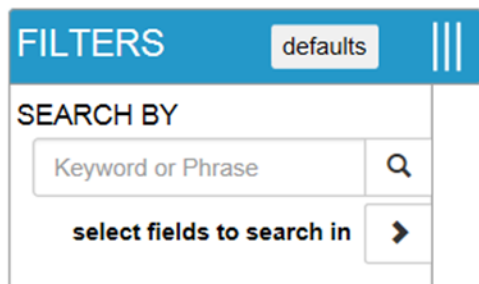 FILTERS defaults
SEARCH BY
Keyword or Phrase
select fields to search in